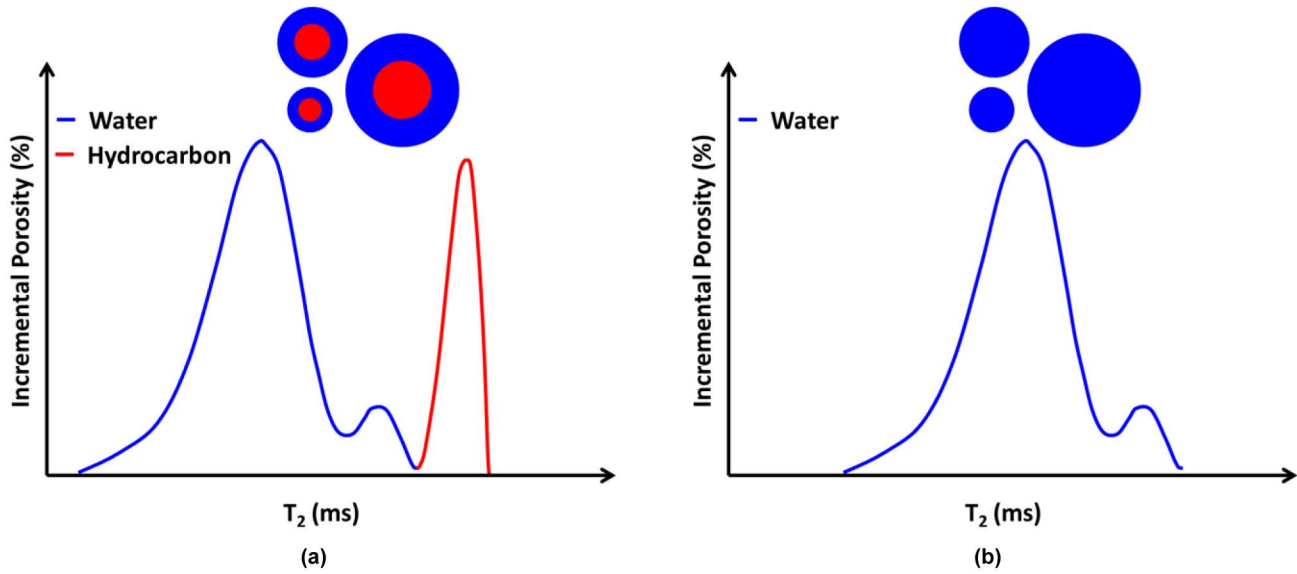 Water
Hydrocarbon
Incremental Porosity (%)
T₂ (ms)
(a)
Water
Incremental Porosity (%)
T₂ (ms)
(b)